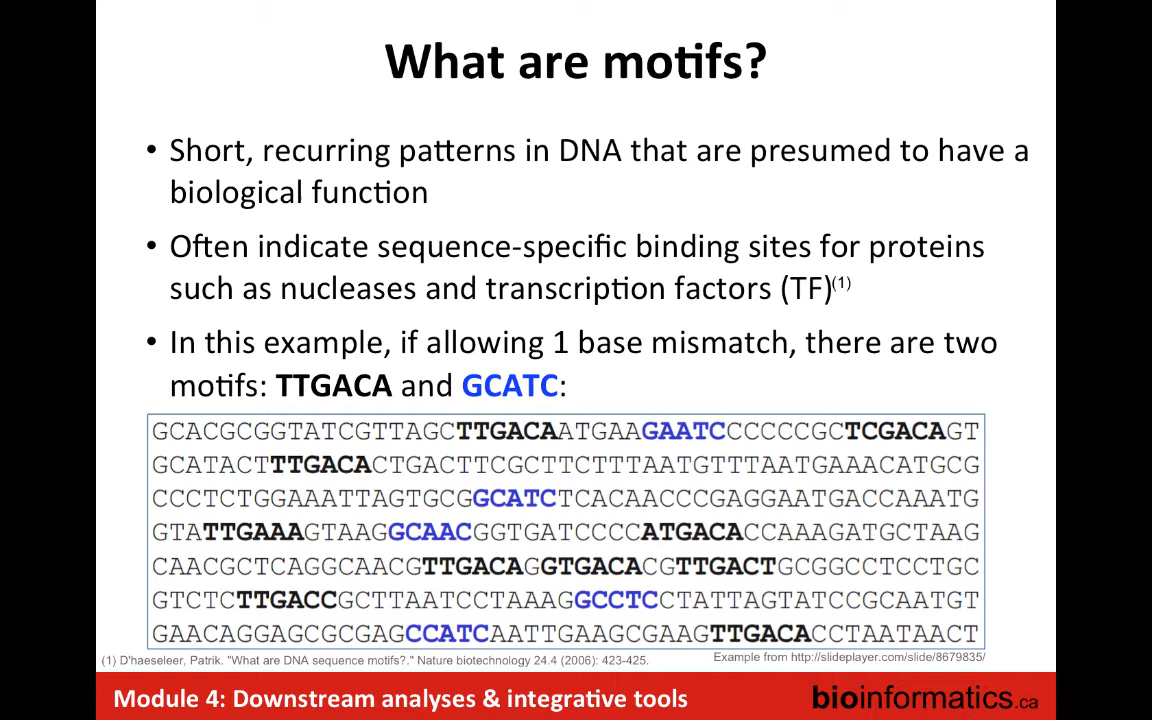 What are motifs?
• Short, recurring patterns in DNA that are presumed to have a
biological function
• Often indicate sequence-specific binding sites for proteins
such as nucleases and transcription factors (TF)(1)
• In this example, if allowing 1 base mismatch, there are two
motifs: TTGACA and GCATC:
GCACGCGGTATCGTTAGCTTGACAATGAAGAATCCCCCCGCTCGACAGT
GCATACTTTGACACTGACTTCGCTTCTTTAATGTTTAATGAAACATGCG
CCCTCTGGAAATTAGTGCGGCATCTCACAACCCGAGGAATGACCAAATG
GTATTGAAAGTAAGGCAACGGTGATCCCCATGACACCAAAGATGCTAAG
CAACGCTCAGGCAACGTTGACAGGTGACACGTTGACTGCGGCCTCCTGC
GTCTCTTGACCGCTTAATCCTAAAGGCCTCCTATTAGTATCCGCAATGT
GAACAGGAGCGCGAGCCATCAATTGAAGCGAAGTTGACACCTAATAACT
(1) D'haeseleer, Patrik. "What are DNA sequence motifs?." Nature biotechnology 24.4 (2006): 423-425.
Example from http://slideplayer.com/slide/8679835/
Module 4: Downstream analyses & integrative tools
bioinformatics.ca